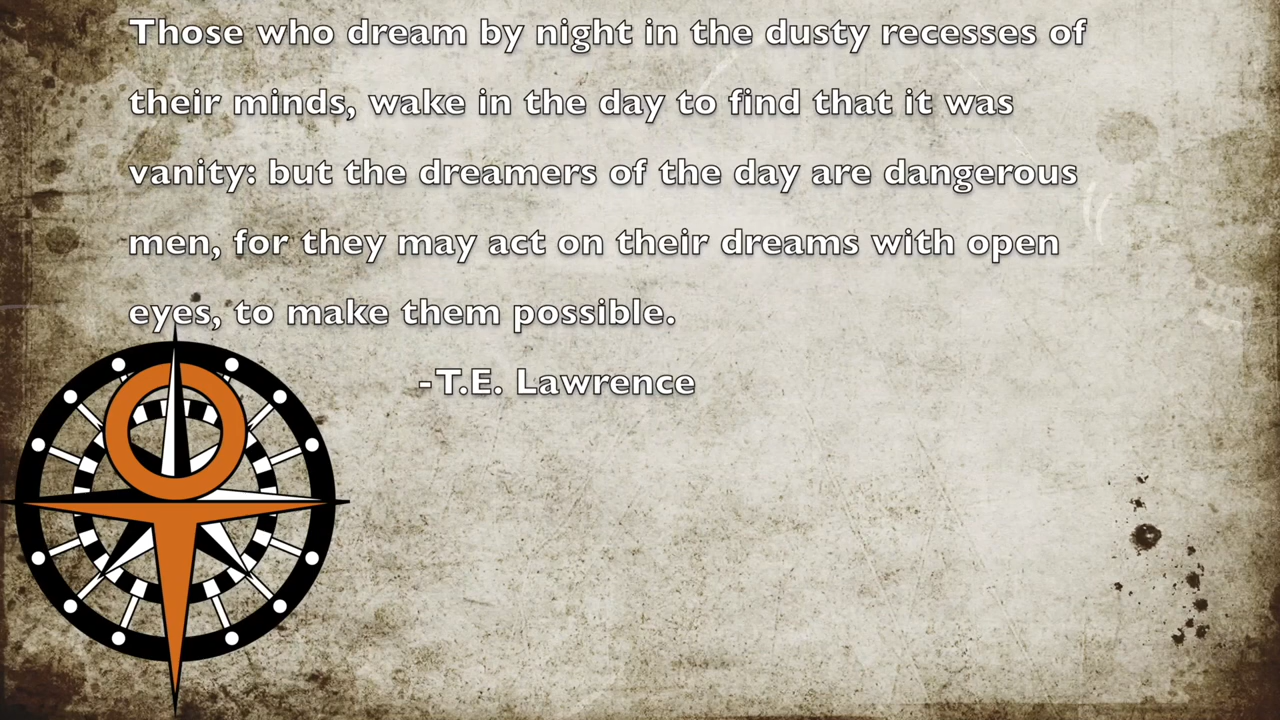 Those who dream by night in the dusty recesses of
their minds, wake in the day to find that it was
vanity: but the dreamers of the day are dangerous
men, for they may act on their dreams with open
eyes, to make them possible.
-T.E. Lawrence